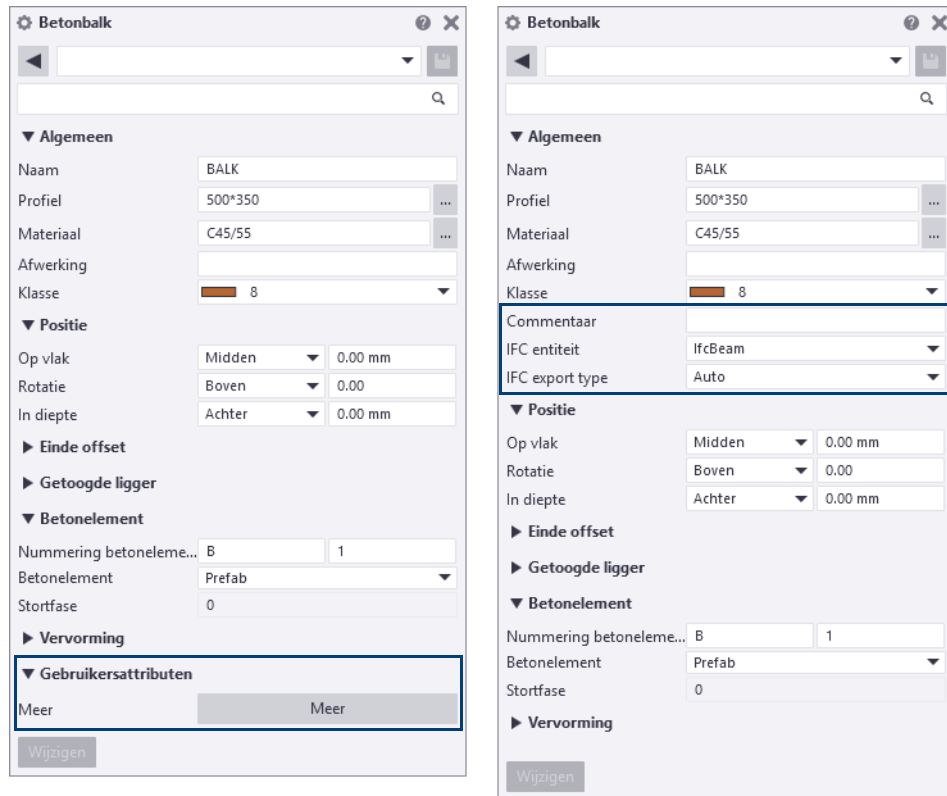 Betonbalk
Algemeen
Naam BALK
Profiel 500*350 ...
Materiaal C45/55 ...
Afwerking
Klasse 8
Positie
Op vlak Midden 0.00 mm
Rotatie Boven 0.00
In diepte Achter 0.00 mm
Einde offset
Getoogde ligger
Betonelement
Nummering betoneleme... B 1
Betonelement Prefab
Stortfase 0
Vervorming
Gebruikersattributen
Meer Meer
Wijzigen
Betonbalk
Algemeen
Naam BALK
Profiel 500*350 ...
Materiaal C45/55 ...
Afwerking
Klasse 8
Commentaar
IFC entiteit IfcBeam
IFC export type Auto
Positie
Op vlak Midden 0.00 mm
Rotatie Boven 0.00
In diepte Achter 0.00 mm
Einde offset
Getoogde ligger
Betonelement
Nummering betoneleme... B 1
Betonelement Prefab
Stortfase 0
Vervorming
Wijzigen